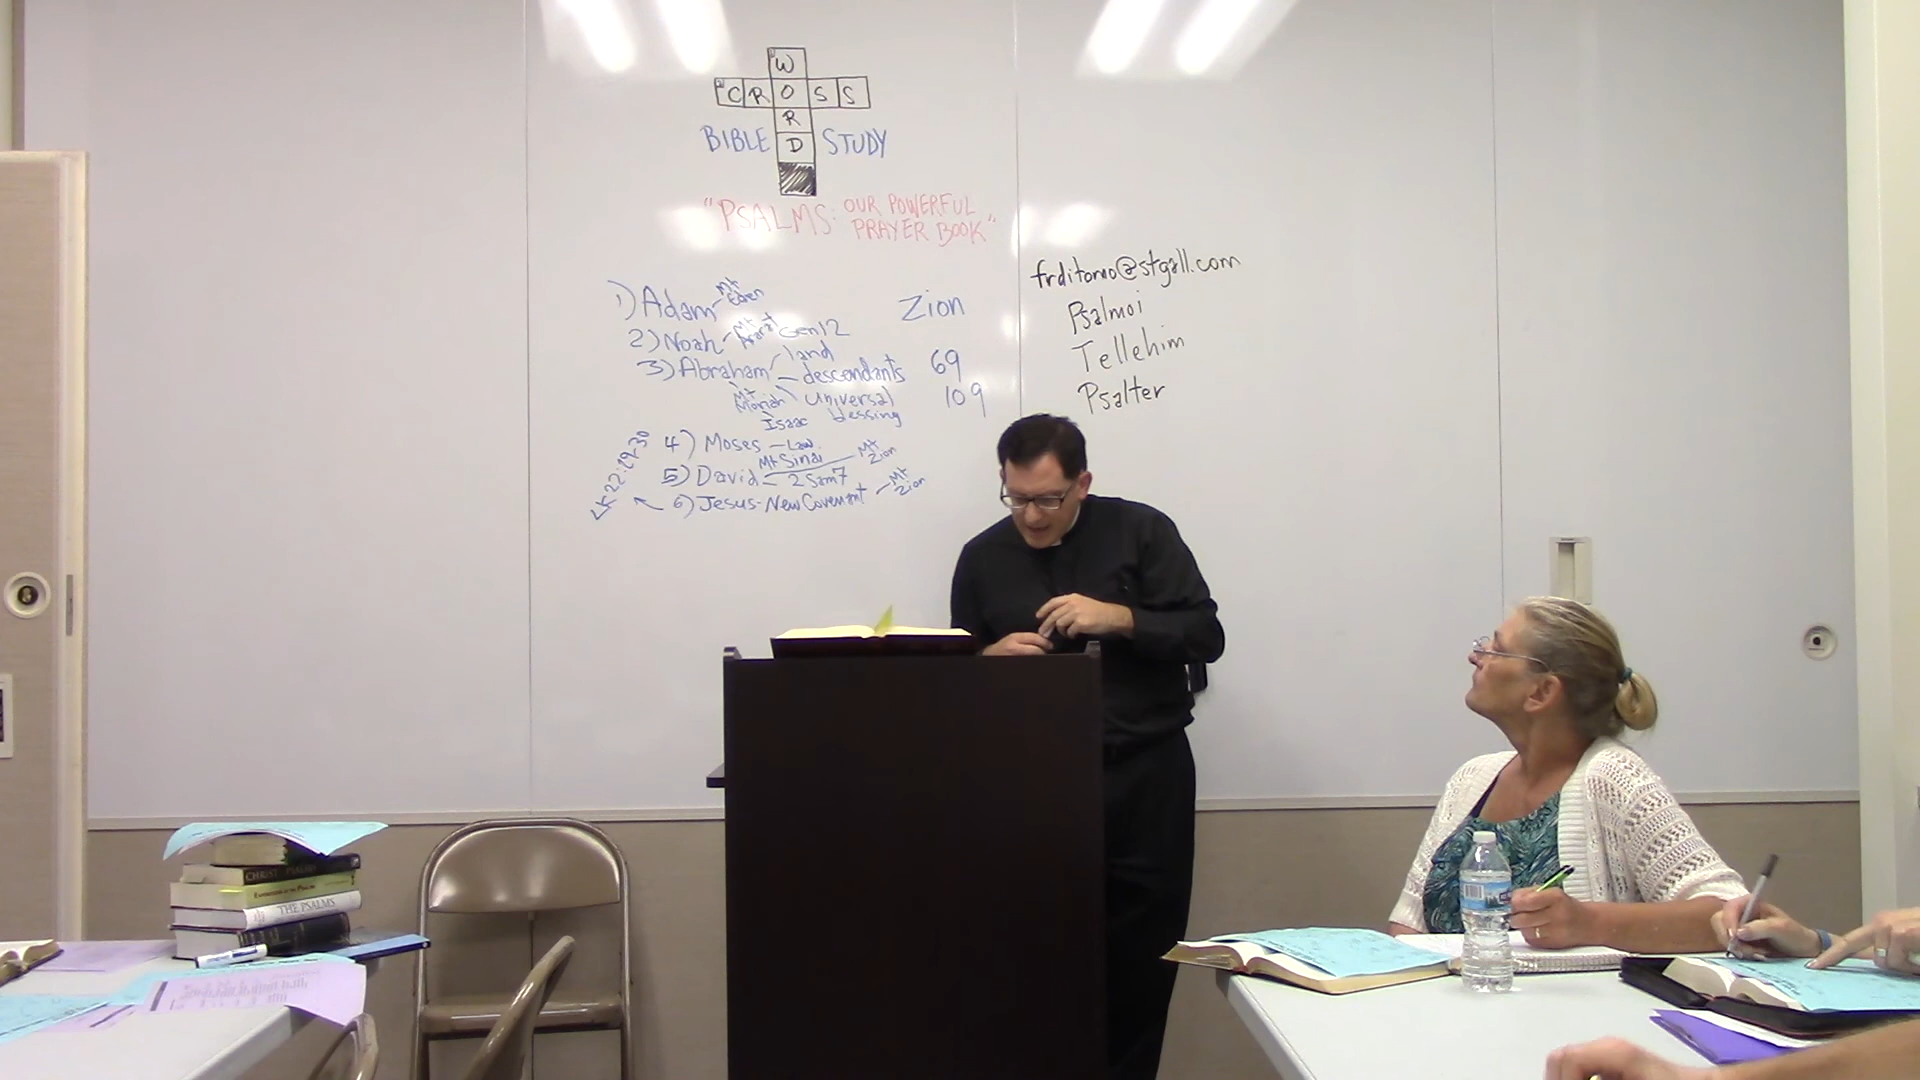 W
CROSS
R
BIBLE D STUDY
"PSALMS: OUR POWERFUL
PRAYER BOOK"
1) Adam - Mt Eden
2) Noah - Mt Ararat Gen 12
3) Abraham - land
descendants
universal
blessing
Mt Moriah
Isaac
4) Moses - Law
Mt Sinai
5) David - 2 Sam 7 - Mt Zion
6) Jesus - New Covenant - Mt Zion
Lk 22:19-30
Zion
69
109
frditomo@stgall.com
Psalmoi
Tellehim
Psalter
THE PSALMS